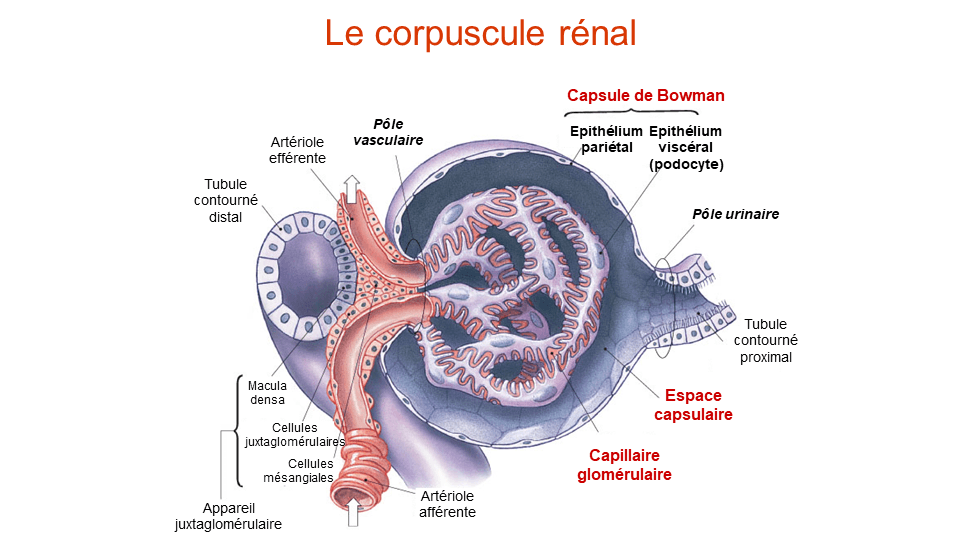 Le corpuscule rénal
Capsule de Bowman
Epithélium
pariétal
Epithélium
viscéral
(podocyte)
Pôle
vasculaire
Artériole
efférente
Tubule
contourné
distal
Pôle urinaire
Tubule
contourné
proximal
Macula
densa
Cellules
juxtaglomérulaires
Cellules
mésangiales
Appareil
juxtaglomérulaire
Artériole
afférente
Espace
capsulaire
Capillaire
glomérulaire